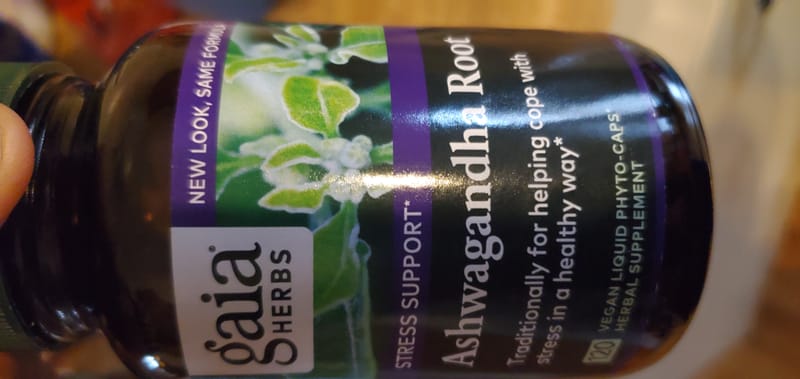 NEW LOOK, SAME FORMULA
gaia®
HERBS
STRESS SUPPORT*
Ashwagandha Root
Traditionally for helping cope with
stress in a healthy way*
120 VEGAN LIQUID PHYTO-CAPS®
HERBAL SUPPLEMENT